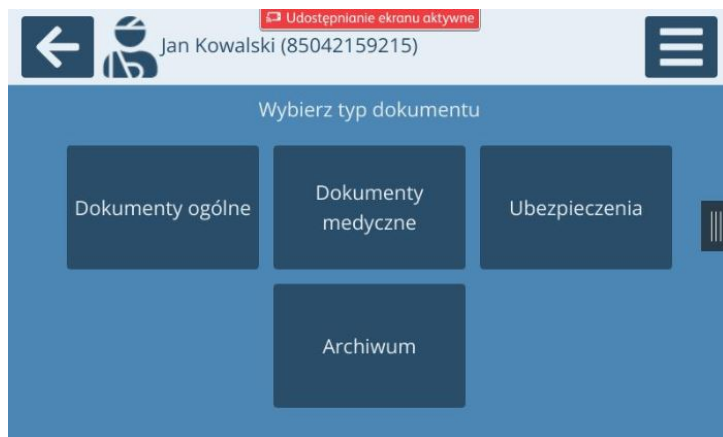 Udostępnianie ekranu aktywne
Jan Kowalski (85042159215)
Wybierz typ dokumentu
Dokumenty ogólne
Dokumenty
medyczne
Ubezpieczenia
Archiwum